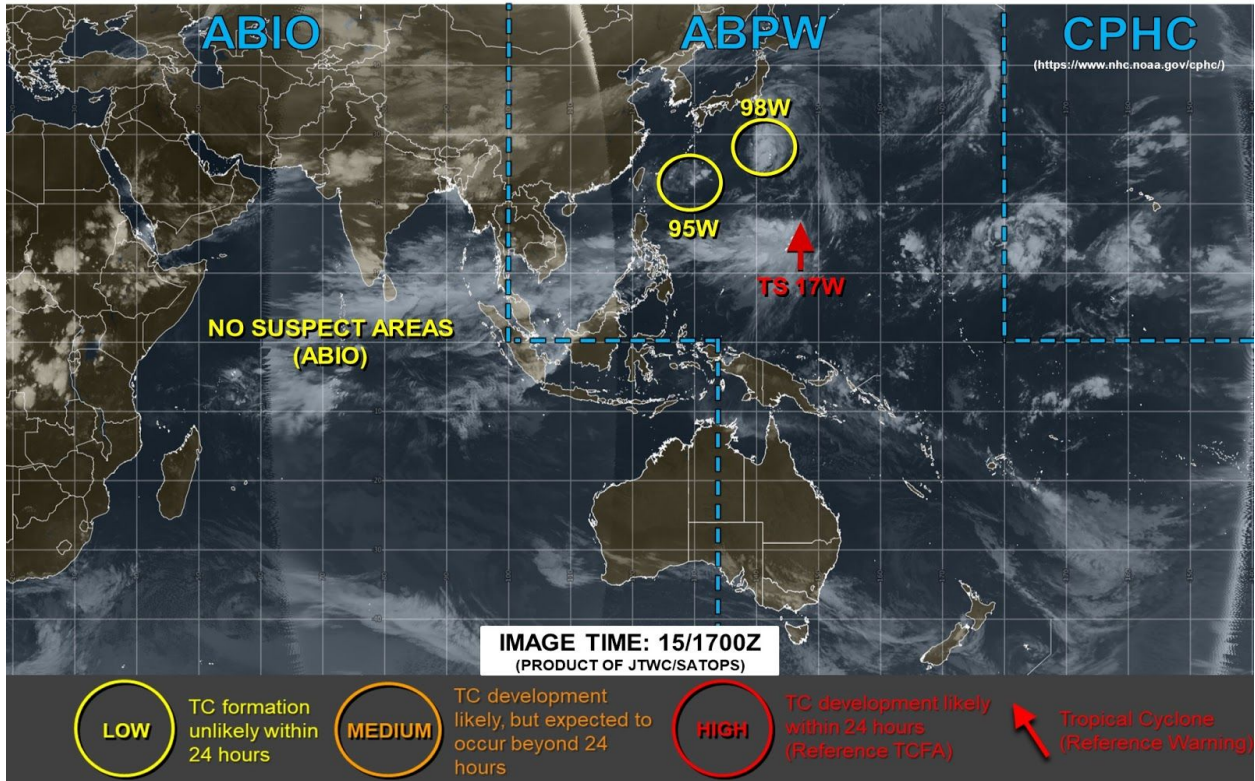 ABIO
ABPW
CPHC
(https://www.nhc.noaa.gov/cphc/)
98W
95W
TS 17W
NO SUSPECT AREAS
(ABIO)
IMAGE TIME: 15/1700Z
(PRODUCT OF JTWC/SATOPS)
LOW
TC formation
unlikely within
24 hours
MEDIUM
TC development
likely, but expected to
occur beyond 24
hours
HIGH
TC development likely
within 24 hours
(Reference TCFA)
Tropical Cyclone
(Reference Warning)